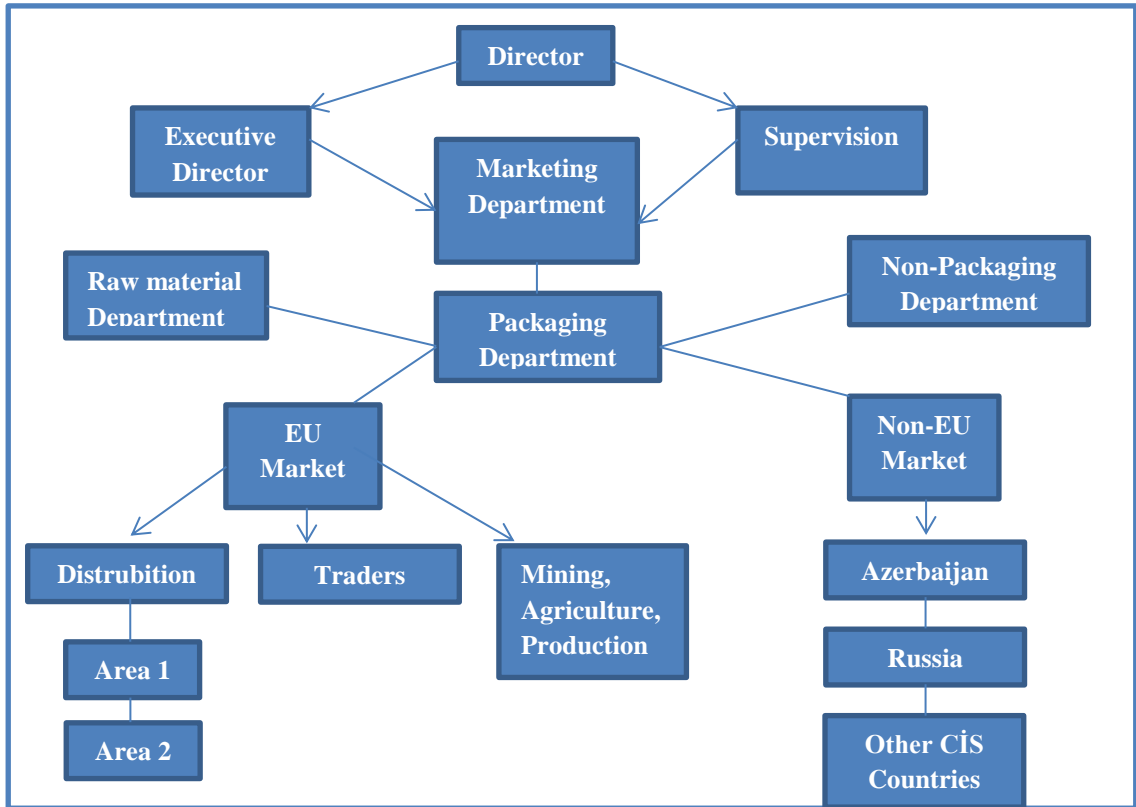 Director
Executive
Director
Marketing
Department
Supervision
Raw material
Department
Packaging
Department
Non-Packaging
Department
EU
Market
Non-EU
Market
Distrubition
Traders
Mining,
Agriculture,
Production
Azerbaijan
Area 1
Russia
Area 2
Other CİS
Countries